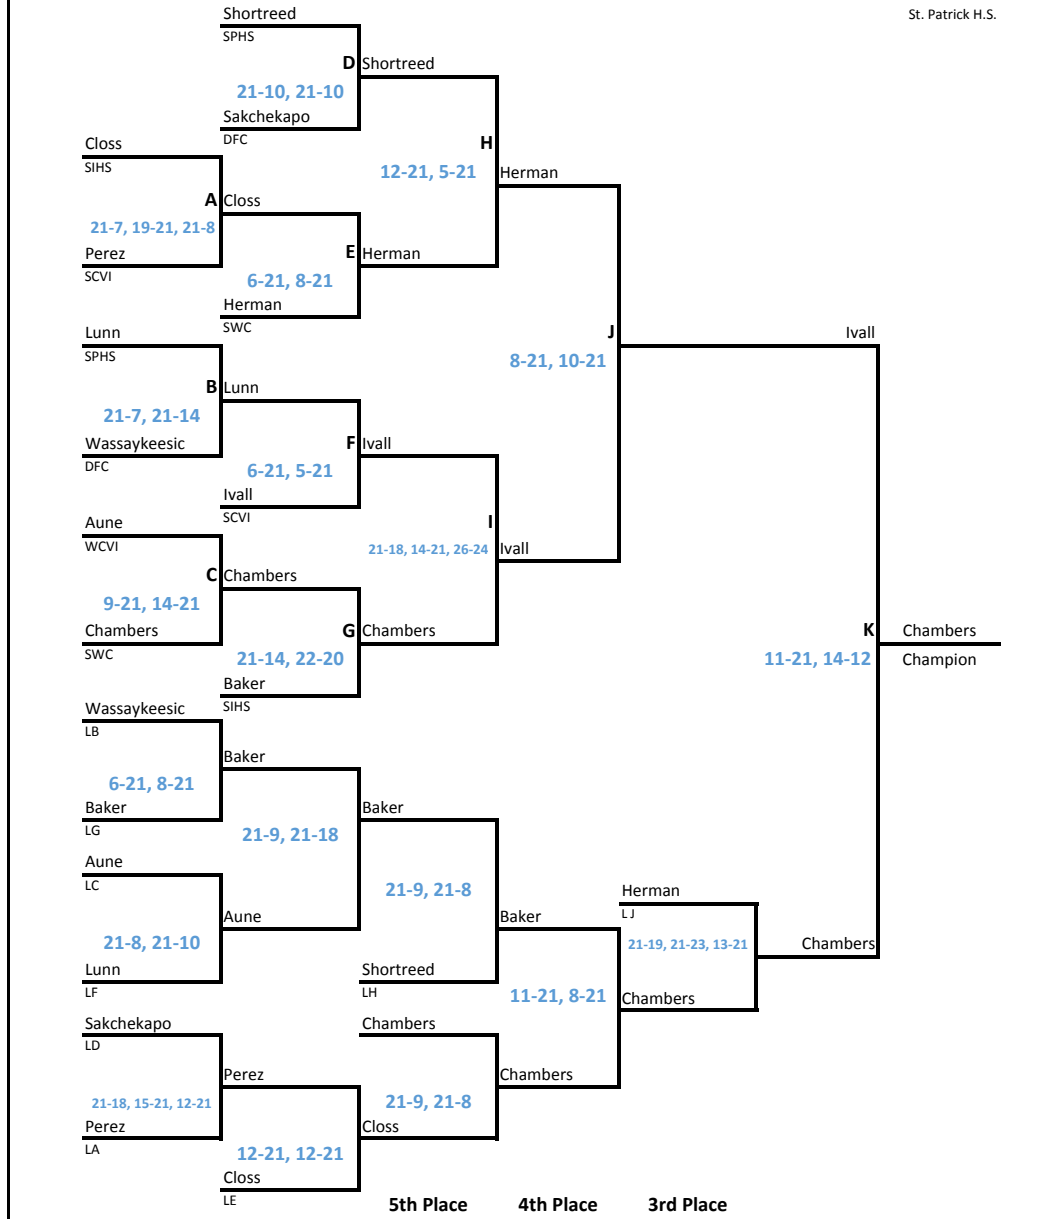 Shortreed
St. Patrick H.S.
SPHS
D Shortreed
21-10, 21-10
Sakchekapo
DFC
Closs
H
SIHS
12-21, 5-21 Herman
A Closs
21-7, 19-21, 21-8
Perez
E Herman
SCVI
6-21, 8-21
Herman
SWC
Lunn
J
Ivall
SPHS
8-21, 10-21
B Lunn
21-7, 21-14
Wassaykeesic
F Ivall
DFC
6-21, 5-21
Ivall
SCVI
Aune
I
WCVI
21-18, 14-21, 26-24 Ivall
C Chambers
9-21, 14-21
Chambers
G Chambers
K Chambers
SWC
21-14, 22-20
11-21, 14-12 Champion
Baker
SIHS
Wassaykeesic
LB
Baker
6-21, 8-21
Baker
Baker
LG
21-9, 21-18
Aune
LC
21-9, 21-8
Herman
Aune
Baker
L J
21-8, 21-10
21-19, 21-23, 13-21 Chambers
Lunn
Shortreed
LF
LH
11-21, 8-21 Chambers
Sakchekapo
Chambers
LD
Perez
Chambers
21-18, 15-21, 12-21
21-9, 21-8
Perez
Closs
LA
12-21, 12-21
Closs
LE
5th Place 4th Place 3rd Place